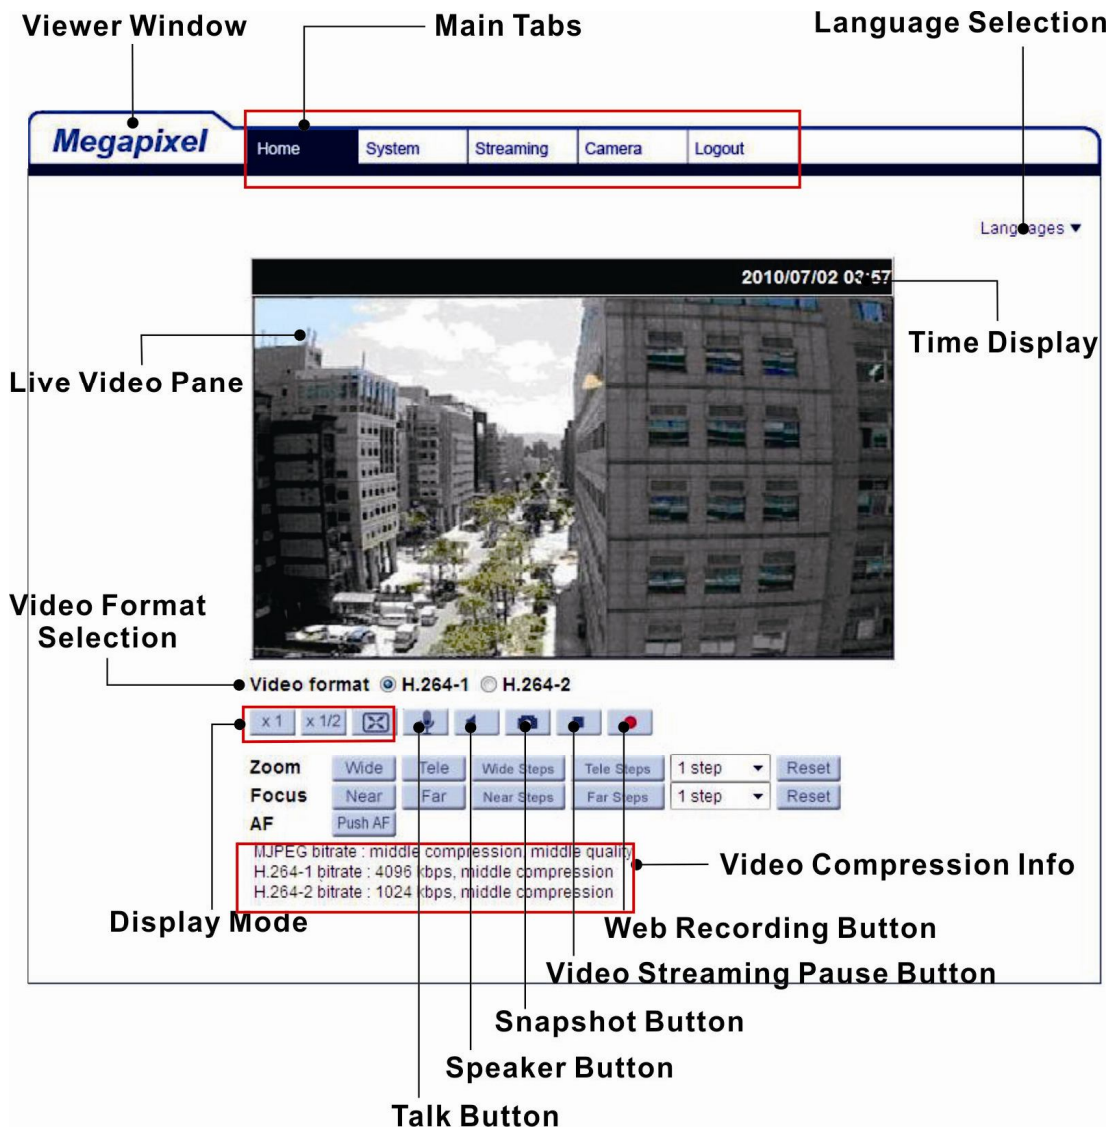 Viewer Window
Main Tabs
Language Selection
Megapixel
Home
System
Streaming
Camera
Logout
Languages
2010/07/02 03:57
Time Display
Live Video Pane
Video Format
Selection
Video format H.264-1 H.264-2
x 1
x 1/2
Zoom Wide Tele Wide Steps Tele Steps 1 step Reset
Focus Near Far Near Steps Far Steps 1 step Reset
AF Push AF
MJPEG bitrate : middle compression, middle quality
H.264-1 bitrate : 4096 kbps, middle compression
H.264-2 bitrate : 1024 kbps, middle compression
Video Compression Info
Display Mode
Web Recording Button
Video Streaming Pause Button
Snapshot Button
Speaker Button
Talk Button